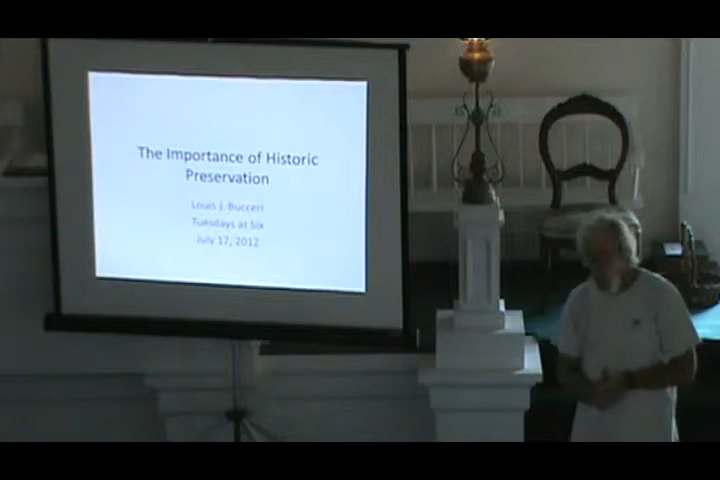 The Importance of Historic
Preservation
Louis J. Bucceri
Tuesdays at Six
July 17, 2012